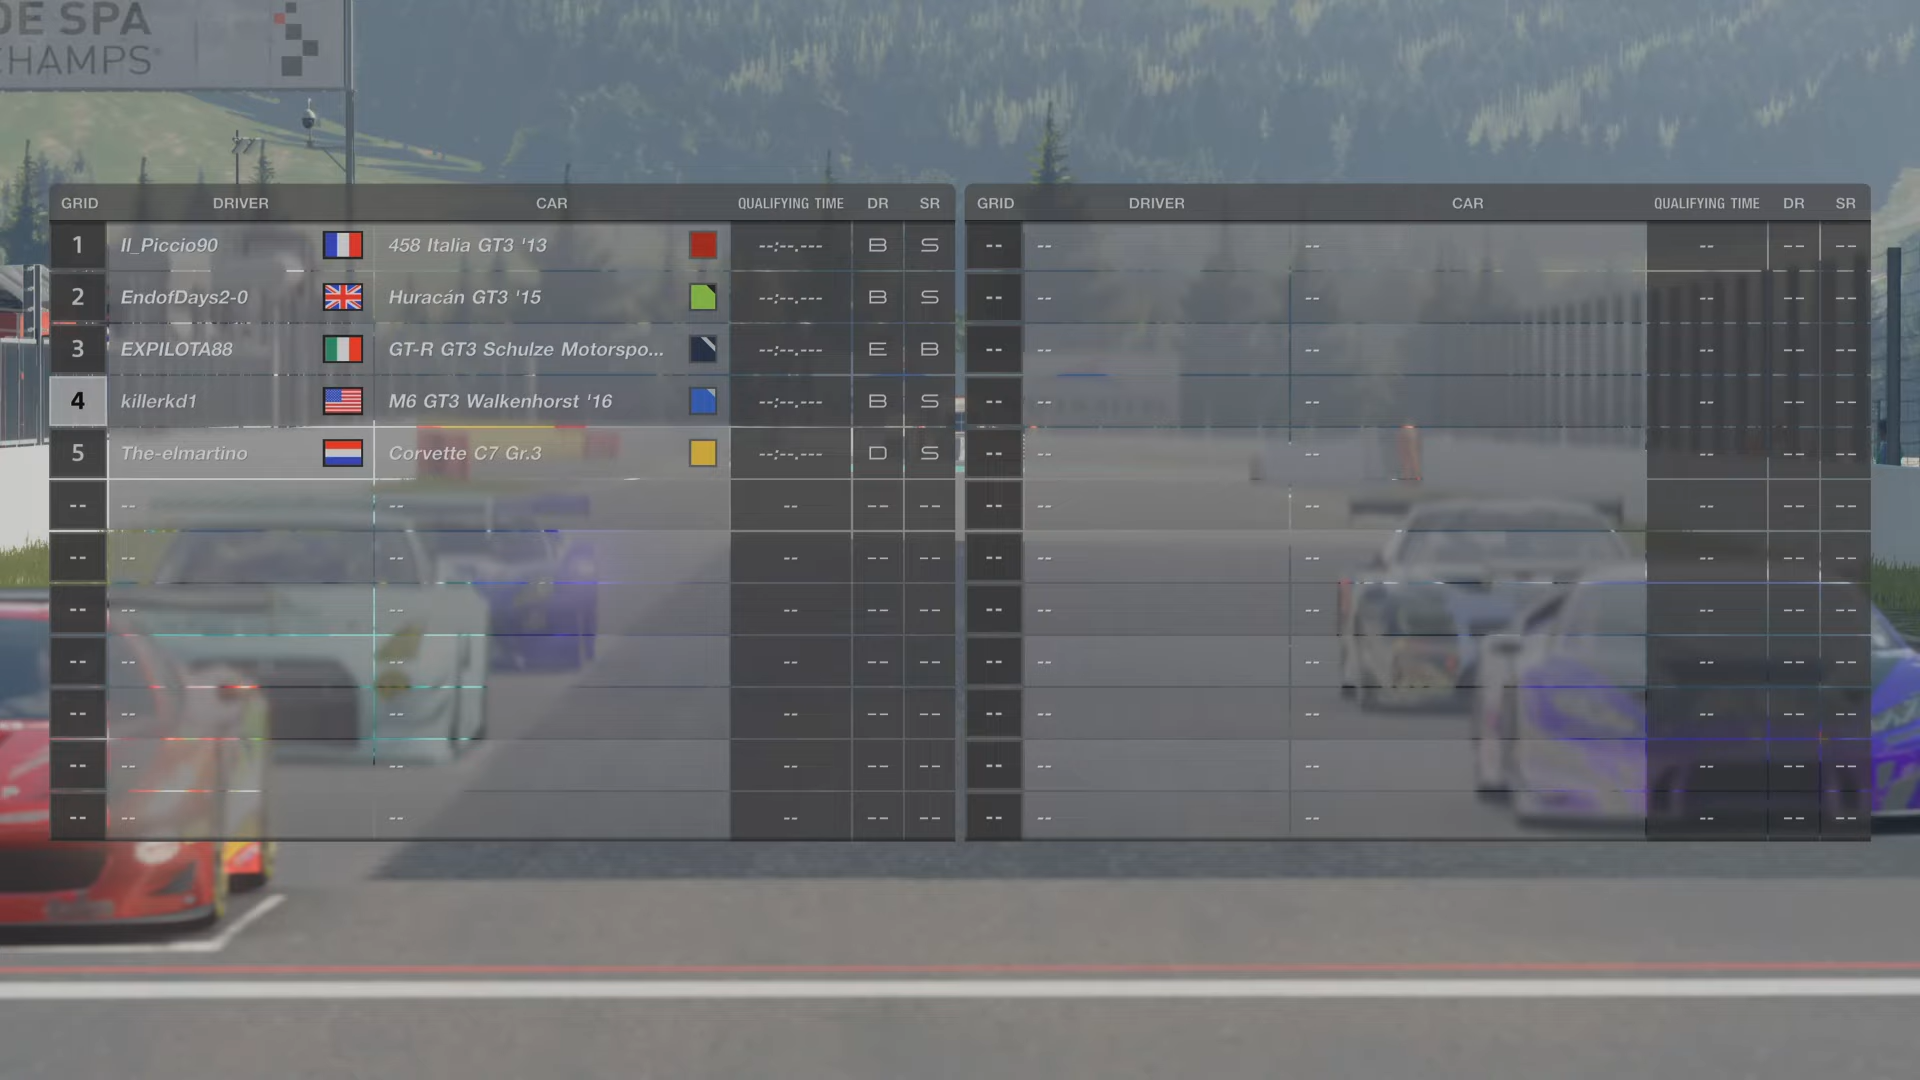 DE SPA
CHAMPS
GRID DRIVER CAR QUALIFYING TIME DR SR
1 Il_Piccio90 458 Italia GT3 '13 --:--.--- B S
2 EndofDays2-0 Huracán GT3 '15 --:--.--- B S
3 EXPILOTA88 GT-R GT3 Schulze Motorspo... --:--.--- E B
4 killerkd1 M6 GT3 Walkenhorst '16 --:--.--- B S
5 The-elmartino Corvette C7 Gr.3 --:--.--- D S
-- -- -- -- -- --
-- -- -- -- -- --
-- -- -- -- -- --
-- -- -- -- -- --
-- -- -- -- -- --
-- -- -- -- -- --
-- -- -- -- -- --
GRID DRIVER CAR QUALIFYING TIME DR SR
-- -- -- -- -- --
-- -- -- -- -- --
-- -- -- -- -- --
-- -- -- -- -- --
-- -- -- -- -- --
-- -- -- -- -- --
-- -- -- -- -- --
-- -- -- -- -- --
-- -- -- -- -- --
-- -- -- -- -- --
-- -- -- -- -- --
-- -- -- -- -- --